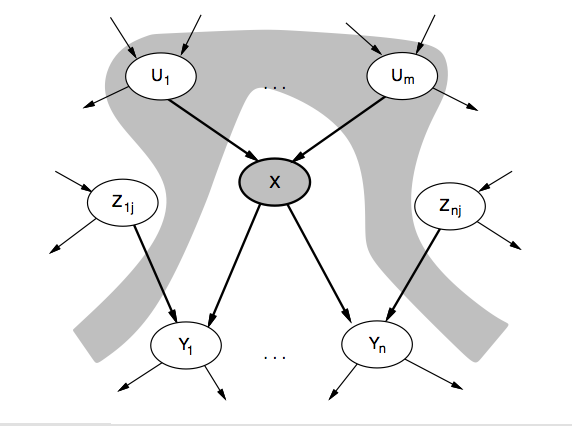 U1 ... Um
X
Z1j Znj
Y1 ... Yn